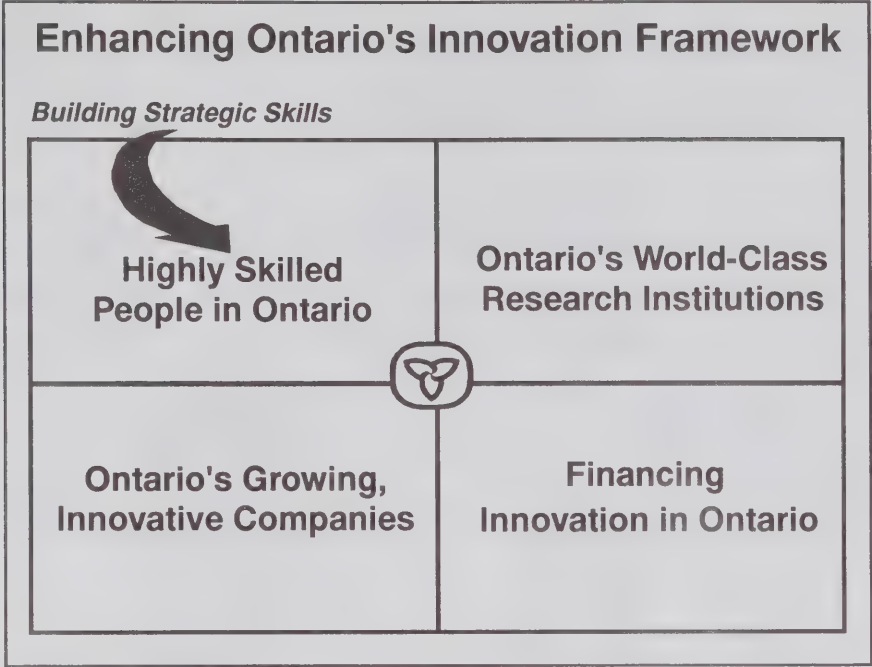 Enhancing Ontario's Innovation Framework
Building Strategic Skills
Highly Skilled
People in Ontario
Ontario's World-Class
Research Institutions
Ontario's Growing,
Innovative Companies
Financing
Innovation in Ontario